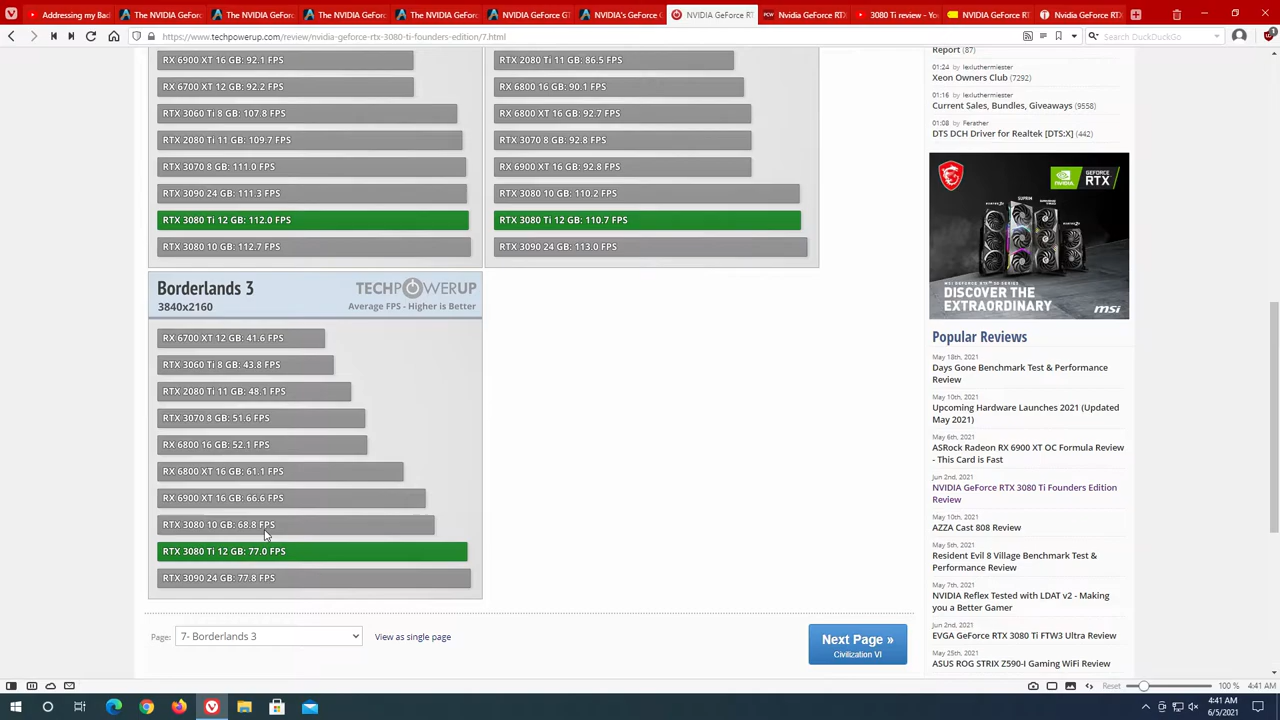 Addressing my Bad
The NVIDIA GeFor
The NVIDIA GeFor
The NVIDIA GeForc
The NVIDIA GeForc
NVIDIA GeForce GT
NVIDIA's GeForce C
NVIDIA GeForce RT
Nvidia GeForce RTX
3080 Ti review - Yo
NVIDIA GeForce RT
Nvidia GeForce RTX
https://www.techpowerup.com/review/nvidia-geforce-rtx-3080-ti-founders-edition/7.html
Search DuckDuckGo
RX 6900 XT 16 GB: 92.1 FPS
RX 6700 XT 12 GB: 92.2 FPS
RTX 3060 Ti 8 GB: 107.8 FPS
RTX 2080 Ti 11 GB: 109.7 FPS
RTX 3070 8 GB: 111.0 FPS
RTX 3090 24 GB: 111.3 FPS
RTX 3080 Ti 12 GB: 112.0 FPS
RTX 3080 10 GB: 112.7 FPS
RTX 2080 Ti 11 GB: 86.5 FPS
RX 6800 16 GB: 90.1 FPS
RX 6800 XT 16 GB: 92.7 FPS
RTX 3070 8 GB: 92.8 FPS
RX 6900 XT 16 GB: 92.8 FPS
RTX 3080 10 GB: 110.2 FPS
RTX 3080 Ti 12 GB: 110.7 FPS
RTX 3090 24 GB: 113.0 FPS
Borderlands 3
3840x2160
TECHPOWERUP
Average FPS - Higher is Better
RX 6700 XT 12 GB: 41.6 FPS
RTX 3060 Ti 8 GB: 43.8 FPS
RTX 2080 Ti 11 GB: 48.1 FPS
RTX 3070 8 GB: 51.6 FPS
RX 6800 16 GB: 52.1 FPS
RX 6800 XT 16 GB: 61.1 FPS
RX 6900 XT 16 GB: 66.6 FPS
RTX 3080 10 GB: 68.8 FPS
RTX 3080 Ti 12 GB: 77.0 FPS
RTX 3090 24 GB: 77.8 FPS
Page:
7- Borderlands 3
View as single page
Next Page »
Civilization VI
Report (87)
01:24 by lexluthermiester
Xeon Owners Club (7292)
01:16 by lexluthermiester
Current Sales, Bundles, Giveaways (9558)
01:08 by Ferather
DTS DCH Driver for Realtek [DTS:X] (442)
GEFORCE
RTX
SUPRIM
DISCOVER THE
EXTRAORDINARY
msi
Popular Reviews
May 18th, 2021
Days Gone Benchmark Test & Performance
Review
May 10th, 2021
Upcoming Hardware Launches 2021 (Updated
May 2021)
May 6th, 2021
ASRock Radeon RX 6900 XT OC Formula Review
- This Card is Fast
Jun 2nd, 2021
NVIDIA GeForce RTX 3080 Ti Founders Edition
Review
May 10th, 2021
AZZA Cast 808 Review
May 5th, 2021
Resident Evil 8 Village Benchmark Test &
Performance Review
May 7th, 2021
NVIDIA Reflex Tested with LDAT v2 - Making
you a Better Gamer
Jun 2nd, 2021
EVGA GeForce RTX 3080 Ti FTW3 Ultra Review
May 25th, 2021
ASUS ROG STRIX Z590-I Gaming WiFi Review
Reset
100 %
4:41 AM
4:41 AM
6/5/2021